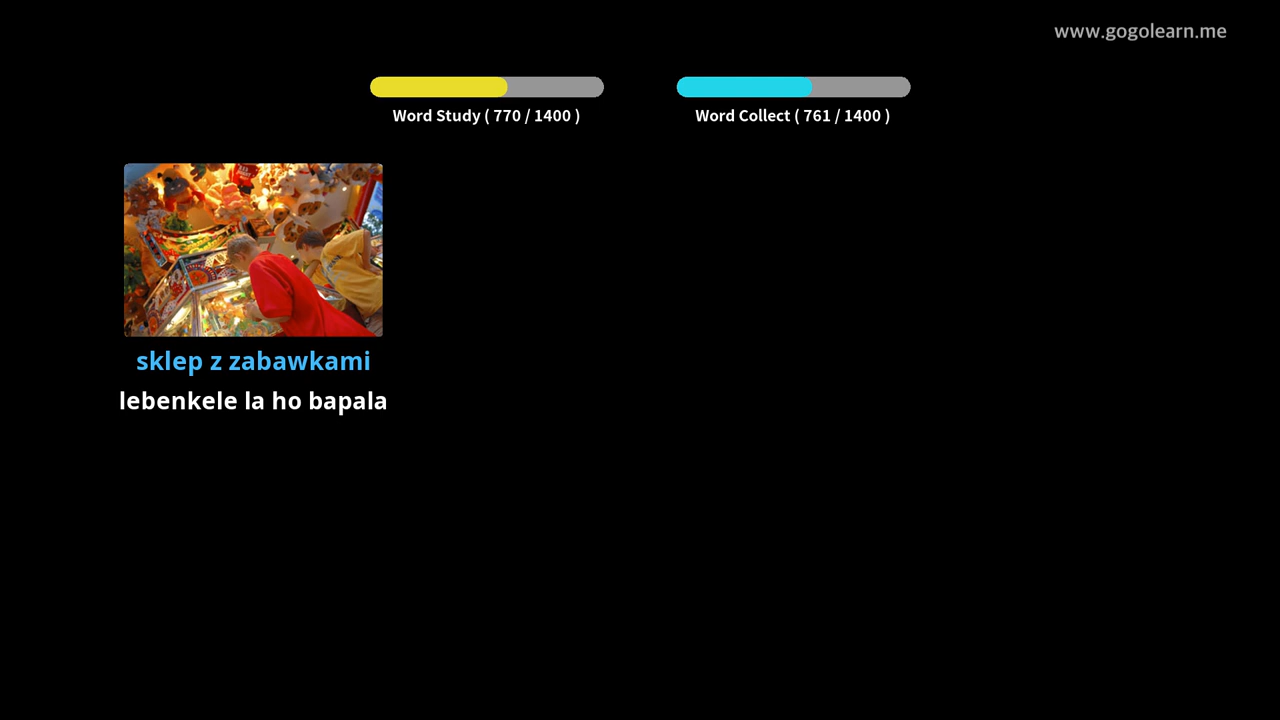 www.gogolearn.me
Word Study ( 770 / 1400 )
Word Collect ( 761 / 1400 )
sklep z zabawkami
lebenkele la ho bapala